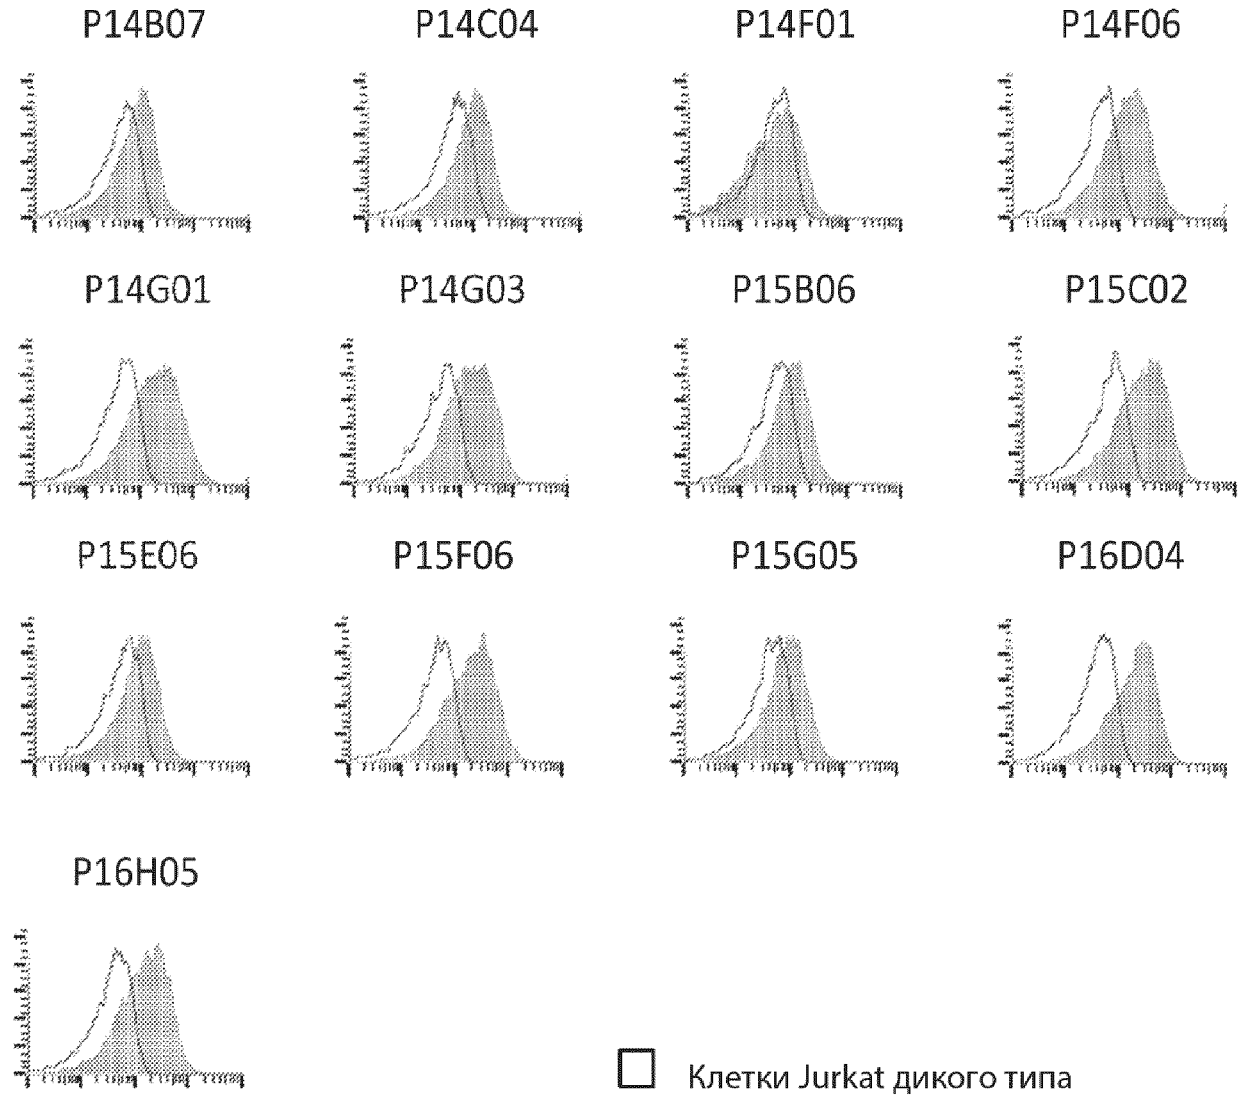 P14B07 P14C04 P14F01 P14F06
P14G01 P14G03 P15B06 P15C02
P15E06 P15F06 P15G05 P16D04
P16H05
Клетки Jurkat дикого типа